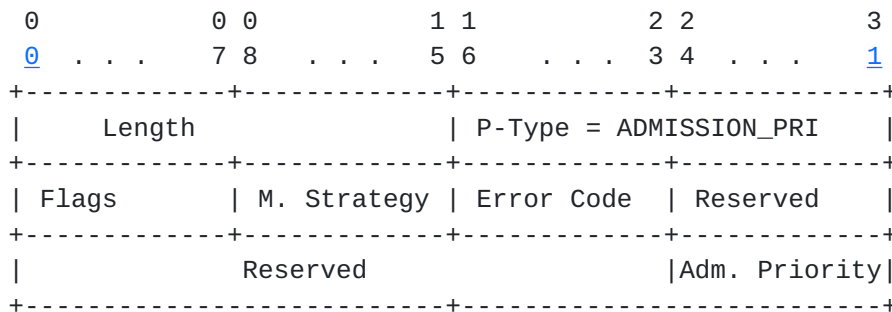 0 0 0 1 1 2 2 3
0 . . . 7 8 . . . 5 6 . . . 3 4 . . . 1
+-------------+-------------+-------------+-------------+
| Length | P-Type = ADMISSION_PRI |
+-------------+-------------+-------------+-------------+
| Flags | M. Strategy | Error Code | Reserved |
+-------------+-------------+-------------+-------------+
| Reserved |Adm. Priority|
+---------------------------+---------------------------+